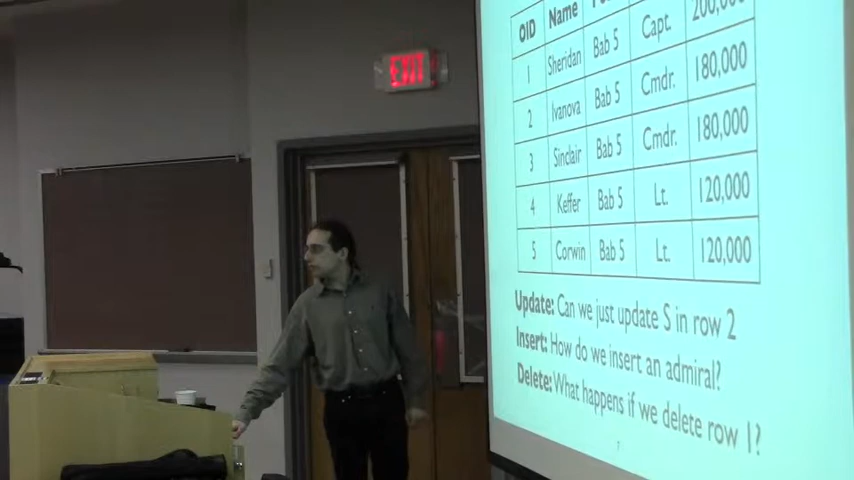 EXIT
200,000
OID Name
1 Sheridan Bab 5 Capt.
2 Ivanova Bab 5 Cmdr. 180,000
3 Sinclair Bab 5 Cmdr. 180,000
4 Keffer Bab 5 Lt. 120,000
5 Corwin Bab 5 Lt. 120,000
Update: Can we just update S in row 2
Insert: How do we insert an admiral?
Delete: What happens if we delete row 1?
7